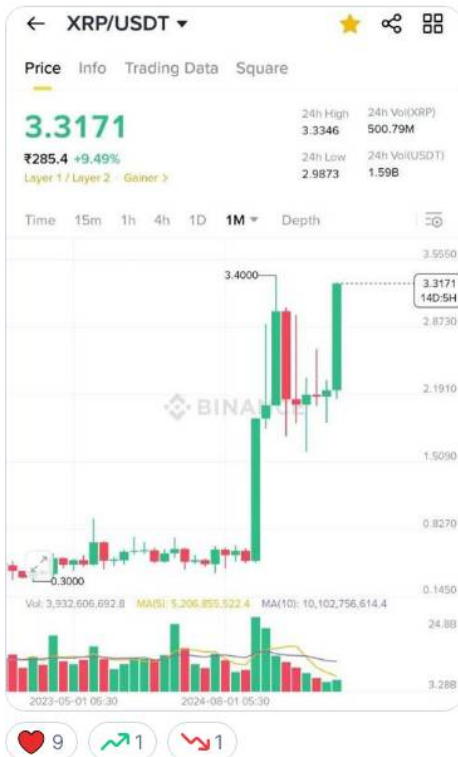 XRP/USDT
Price Info Trading Data Square
3.3171
₹285.4 +9.49%
Layer 1 / Layer 2 · Gainer >
24h High
3.3346
24h Vol(XRP)
500.79M
24h Low
2.9873
24h Vol(USDT)
1.59B
Time 15m 1h 4h 1D 1M Depth
3.5550
3.4000
3.3171
14D:5H
2.8730
2.1910
BINANCE
1.5090
0.8270
0.3000
0.1450
Vol: 3,932,606,692.8 MA(5): 5,206,855,522.4 MA(10): 10,102,756,614.4
24.8B
3.28B
2023-05-01 05:30 2024-08-01 05:30
9 1 1